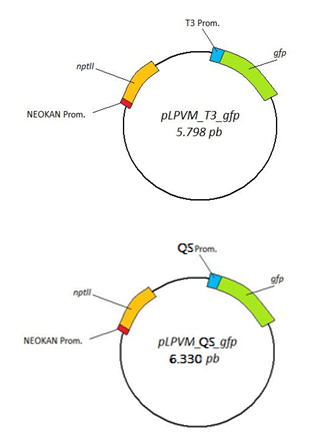 T3 Prom.
gfp
nptII
NEOKAN Prom.
pLPVM_T3_gfp
5.798 pb
QS Prom.
gfp
nptII
NEOKAN Prom.
pLPVM_QS_gfp
6.330 pb